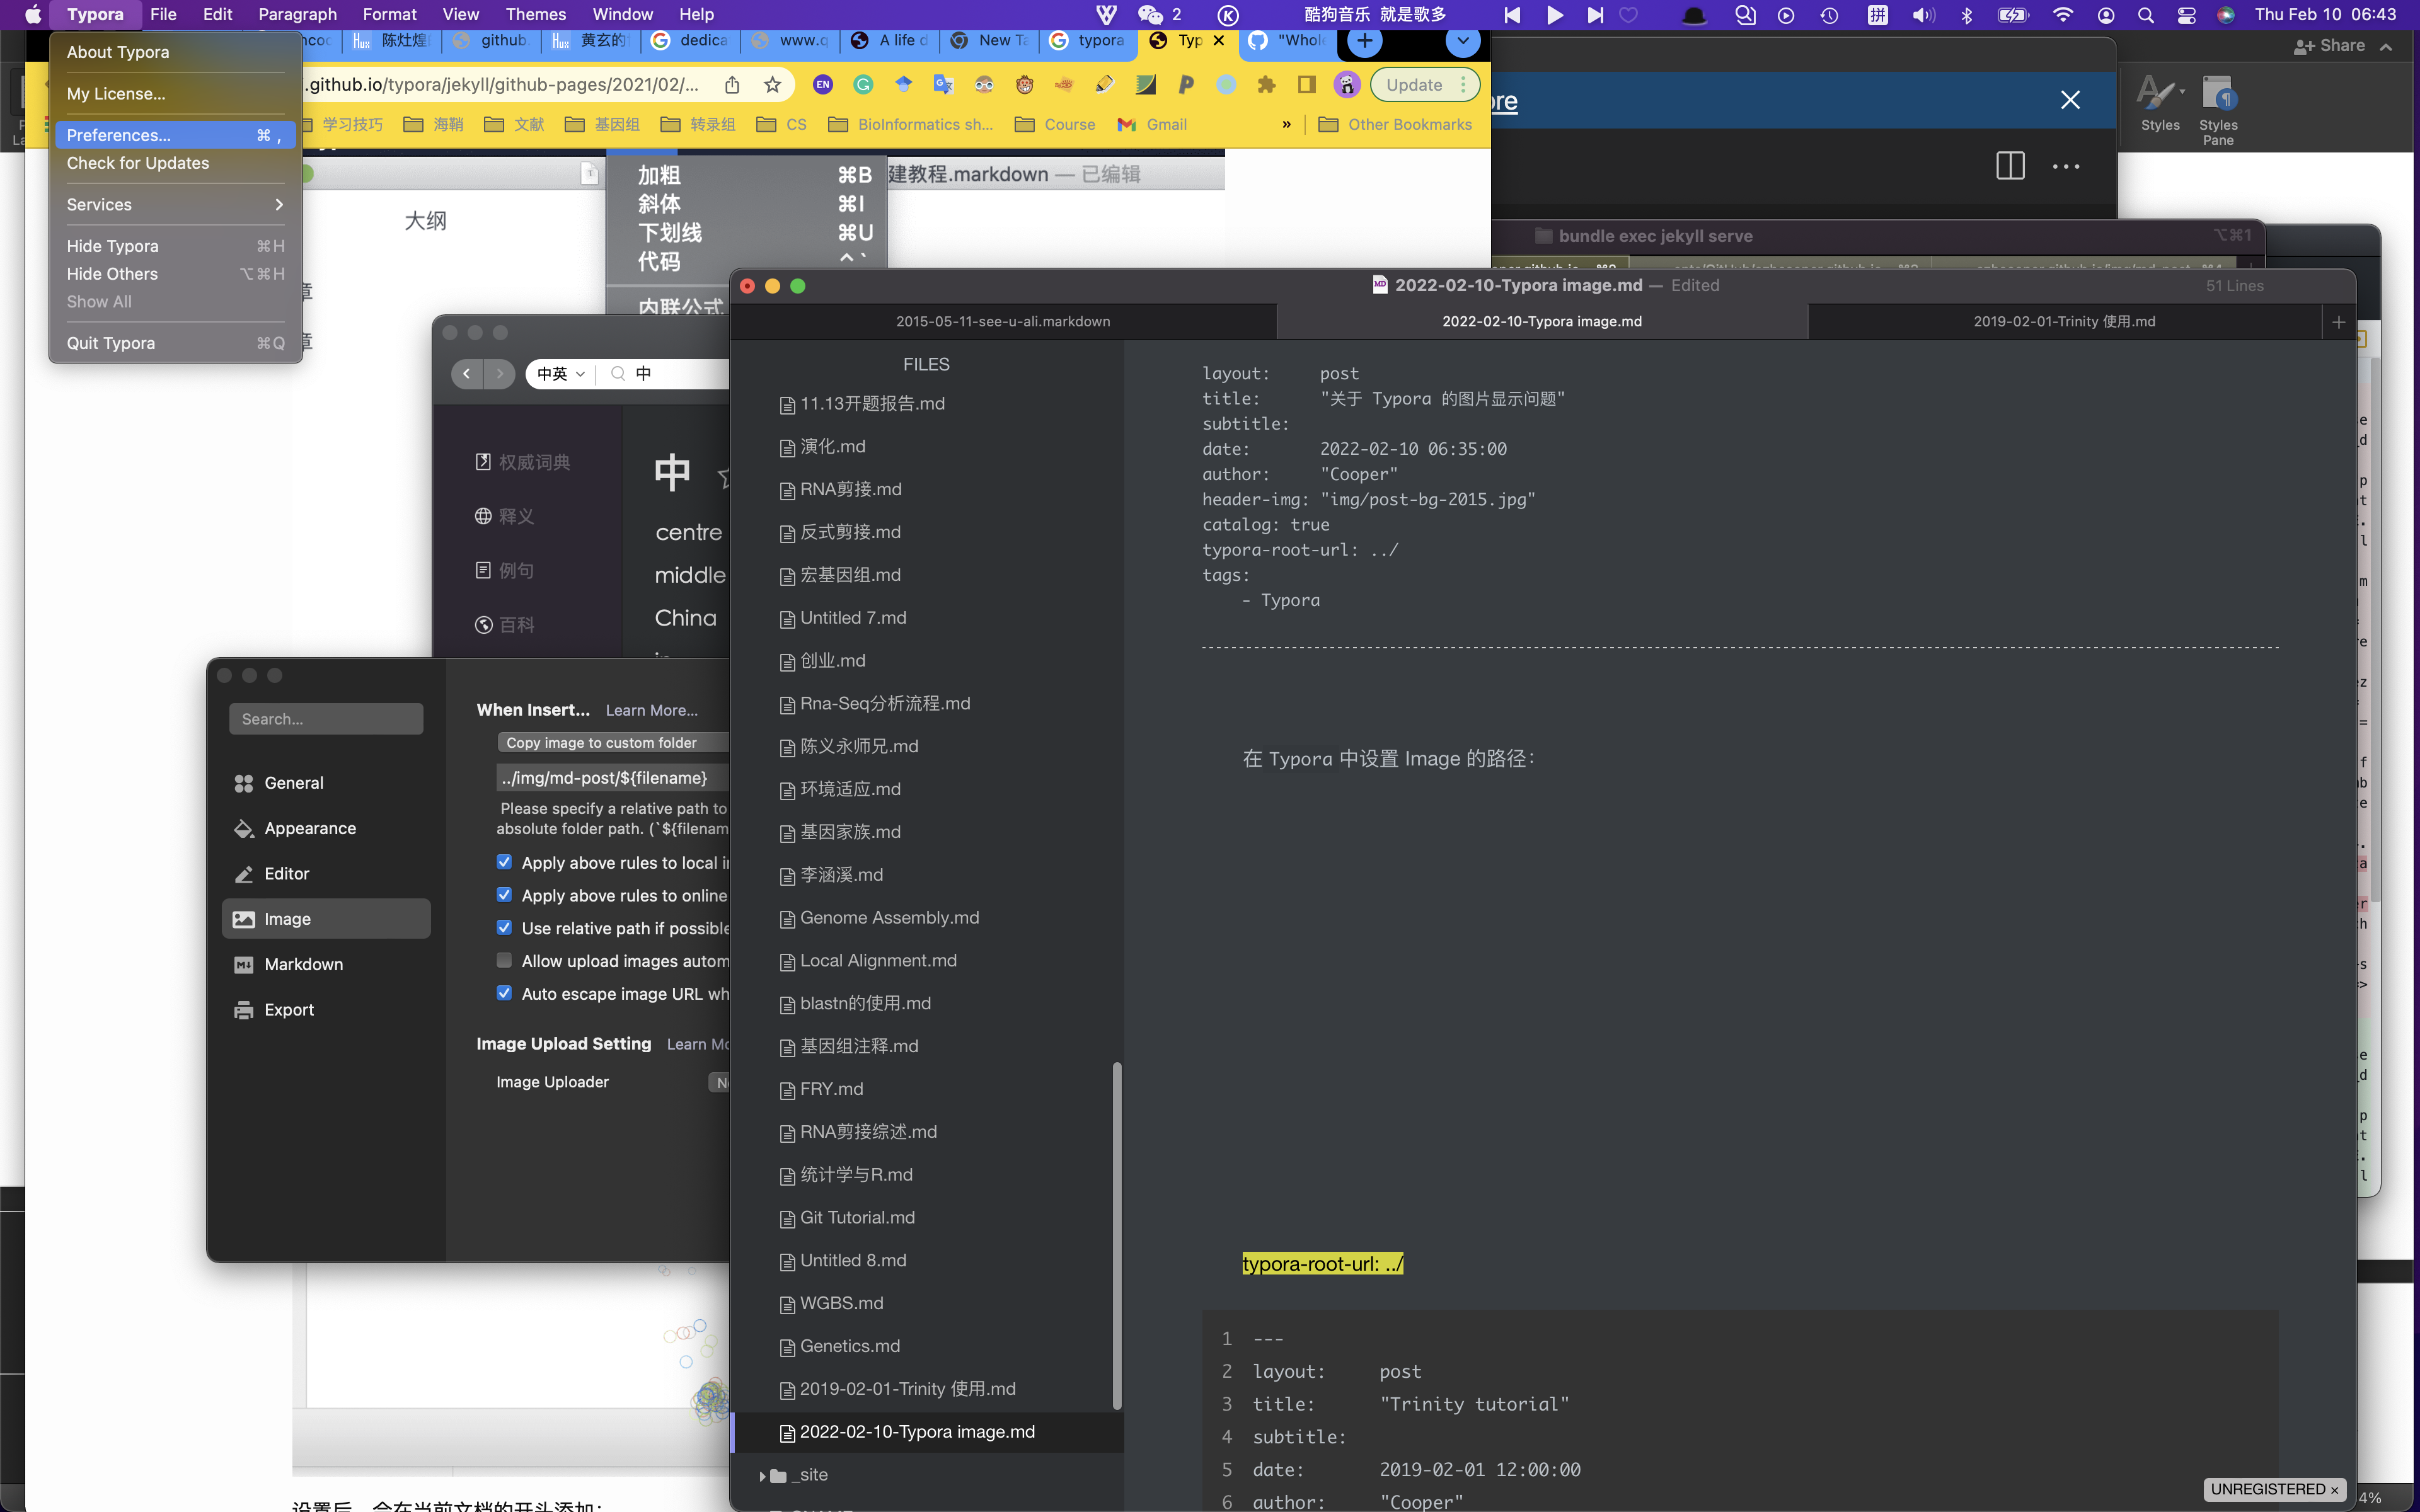 Typora File Edit Paragraph Format View Themes Window Help 2 酷狗音乐 就是歌多 拼 Thu Feb 10 06:43
About Typora
My License...
Preferences... ⌘ ,
Check for Updates
Services
Hide Typora ⌘ H
Hide Others ⌥ ⌘ H
Show All
Quit Typora ⌘ Q
陈灶煌 github. 黄玄的 dedica www.q A life d New Ta typora Typ "Whol
.github.io/typora/jekyll/github-pages/2021/02/... EN Update
学习技巧 海鞘 文献 基因组 转录组 CS BioInformatics sh... Course Gmail » Other Bookmarks
Share
Styles Styles Pane
加粗 ⌘B
斜体 ⌘I
下划线 ⌘U
代码 ^ `
内联公式
建教程.markdown — 已编辑
大纲
章
章
bundle exec jekyll serve ⌥⌘1
中英 中
权威词典
释义
例句
百科
中
centre
middle
China
Search...
General
Appearance
Editor
Image
Markdown
Export
When Insert... Learn More...
Copy image to custom folder
../img/md-post/${filename}
Please specify a relative path to
absolute folder path. (`${filenam
Apply above rules to local i
Apply above rules to online
Use relative path if possible
Allow upload images autom
Auto escape image URL wh
Image Upload Setting Learn Mo
Image Uploader
2022-02-10-Typora image.md — Edited 51 Lines
2015-05-11-see-u-ali.markdown 2022-02-10-Typora image.md 2019-02-01-Trinity 使用.md +
FILES
11.13开题报告.md
演化.md
RNA剪接.md
反式剪接.md
宏基因组.md
Untitled 7.md
创业.md
Rna-Seq分析流程.md
陈义永师兄.md
环境适应.md
基因家族.md
李涵溪.md
Genome Assembly.md
Local Alignment.md
blastn的使用.md
基因组注释.md
FRY.md
RNA剪接综述.md
统计学与R.md
Git Tutorial.md
Untitled 8.md
WGBS.md
Genetics.md
2019-02-01-Trinity 使用.md
2022-02-10-Typora image.md
_site
layout: post
title: "关于 Typora 的图片显示问题"
subtitle:
date: 2022-02-10 06:35:00
author: "Cooper"
header-img: "img/post-bg-2015.jpg"
catalog: true
typora-root-url: ../
tags:
- Typora
在 Typora 中设置 Image 的路径：
typora-root-url: ../
1 ---
2 layout: post
3 title: "Trinity tutorial"
4 subtitle:
5 date: 2019-02-01 12:00:00
6 author: "Cooper"
UNREGISTERED ×
4%
设置后，会在当前文档的开头添加：